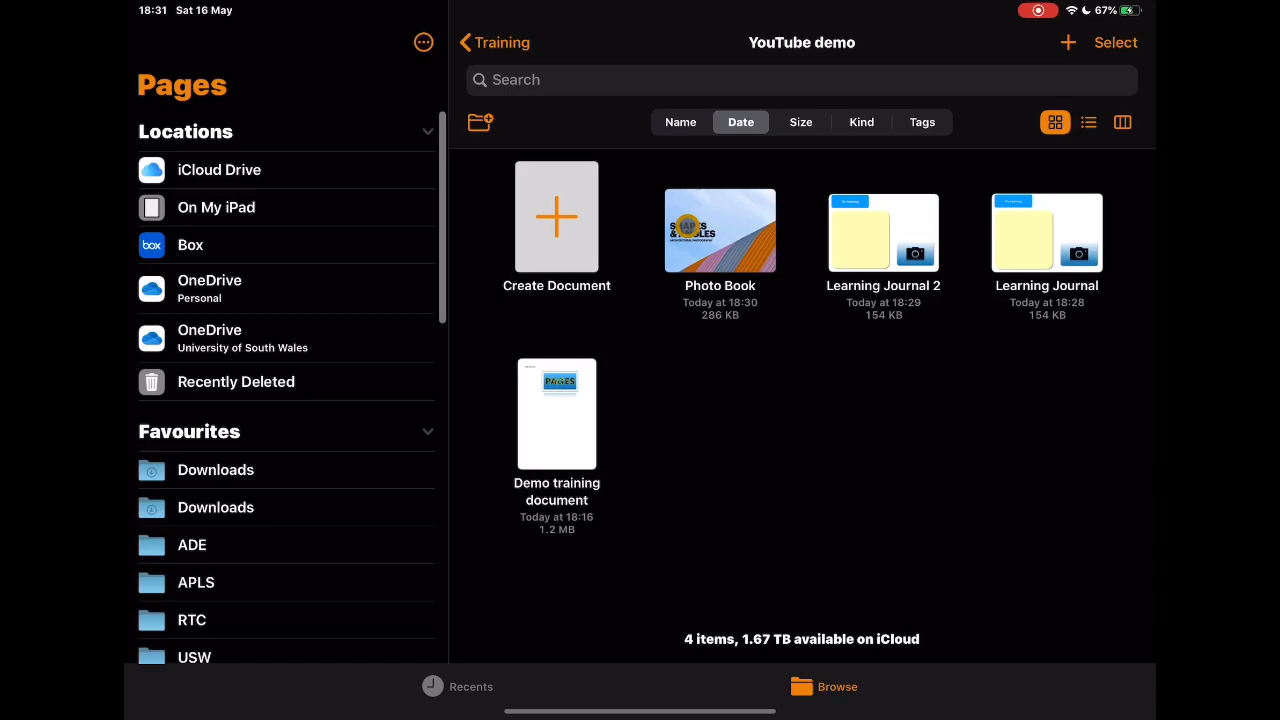 18:31 Sat 16 May
67%
Pages
Locations
iCloud Drive
On My iPad
box
Box
OneDrive
Personal
OneDrive
University of South Wales
Recently Deleted
Favourites
Downloads
Downloads
ADE
APLS
RTC
USW
Training
YouTube demo
Select
Search
Name Date Size Kind Tags
Create Document
Photo Book
Today at 18:30
286 KB
Learning Journal 2
Today at 18:29
154 KB
Learning Journal
Today at 18:28
154 KB
PAGES
Demo training
document
Today at 18:16
1.2 MB
4 items, 1.67 TB available on iCloud
Recents
Browse